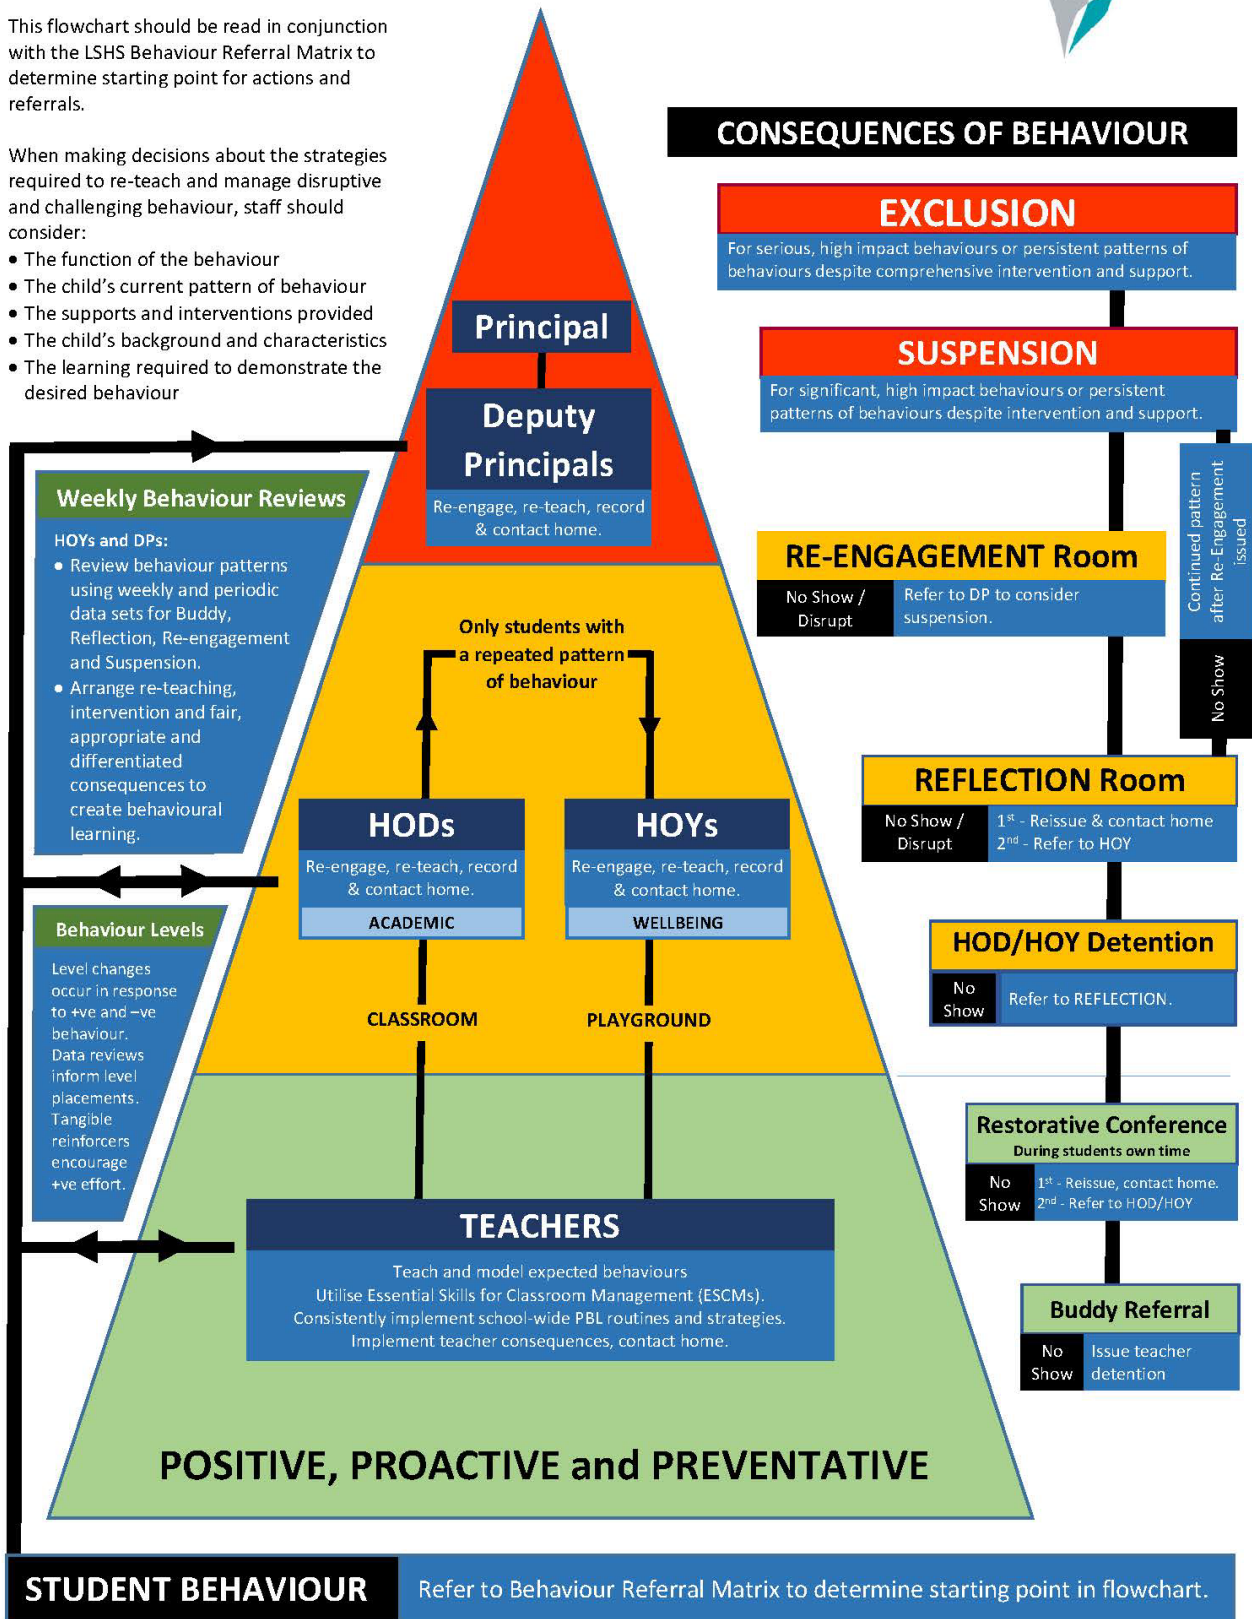 This flowchart should be read in conjunction
with the LSHS Behaviour Referral Matrix to
determine starting point for actions and
referrals.
When making decisions about the strategies
required to re-teach and manage disruptive
and challenging behaviour, staff should
consider:
• The function of the behaviour
• The child's current pattern of behaviour
• The supports and interventions provided
• The child's background and characteristics
• The learning required to demonstrate the
desired behaviour
Weekly Behaviour Reviews
HOYs and DPs:
• Review behaviour patterns
using weekly and periodic
data sets for Buddy,
Reflection, Re-engagement
and Suspension.
• Arrange re-teaching,
intervention and fair,
appropriate and
differentiated
consequences to
create behavioural
learning.
Behaviour Levels
Level changes
occur in response
to +ve and –ve
behaviour.
Data reviews
inform level
placements.
Tangible
reinforcers
encourage
+ve effort.
Principal
Deputy
Principals
Re-engage, re-teach, record
& contact home.
Only students with
a repeated pattern
of behaviour
HODs
Re-engage, re-teach, record
& contact home.
ACADEMIC
CLASSROOM
HOYs
Re-engage, re-teach, record
& contact home.
WELLBEING
PLAYGROUND
TEACHERS
Teach and model expected behaviours
Utilise Essential Skills for Classroom Management (ESCMs).
Consistently implement school-wide PBL routines and strategies.
Implement teacher consequences, contact home.
POSITIVE, PROACTIVE and PREVENTATIVE
CONSEQUENCES OF BEHAVIOUR
EXCLUSION
For serious, high impact behaviours or persistent patterns of
behaviours despite comprehensive intervention and support.
SUSPENSION
For significant, high impact behaviours or persistent
patterns of behaviours despite intervention and support.
Continued pattern
after Re-Engagement
issued
No Show
RE-ENGAGEMENT Room
No Show /
Disrupt
Refer to DP to consider
suspension.
REFLECTION Room
No Show /
Disrupt
1st - Reissue & contact home
2nd - Refer to HOY
HOD/HOY Detention
No
Show
Refer to REFLECTION.
Restorative Conference
During students own time
No
Show
1st - Reissue, contact home.
2nd - Refer to HOD/HOY
Buddy Referral
No
Show
Issue teacher
detention
STUDENT BEHAVIOUR
Refer to Behaviour Referral Matrix to determine starting point in flowchart.